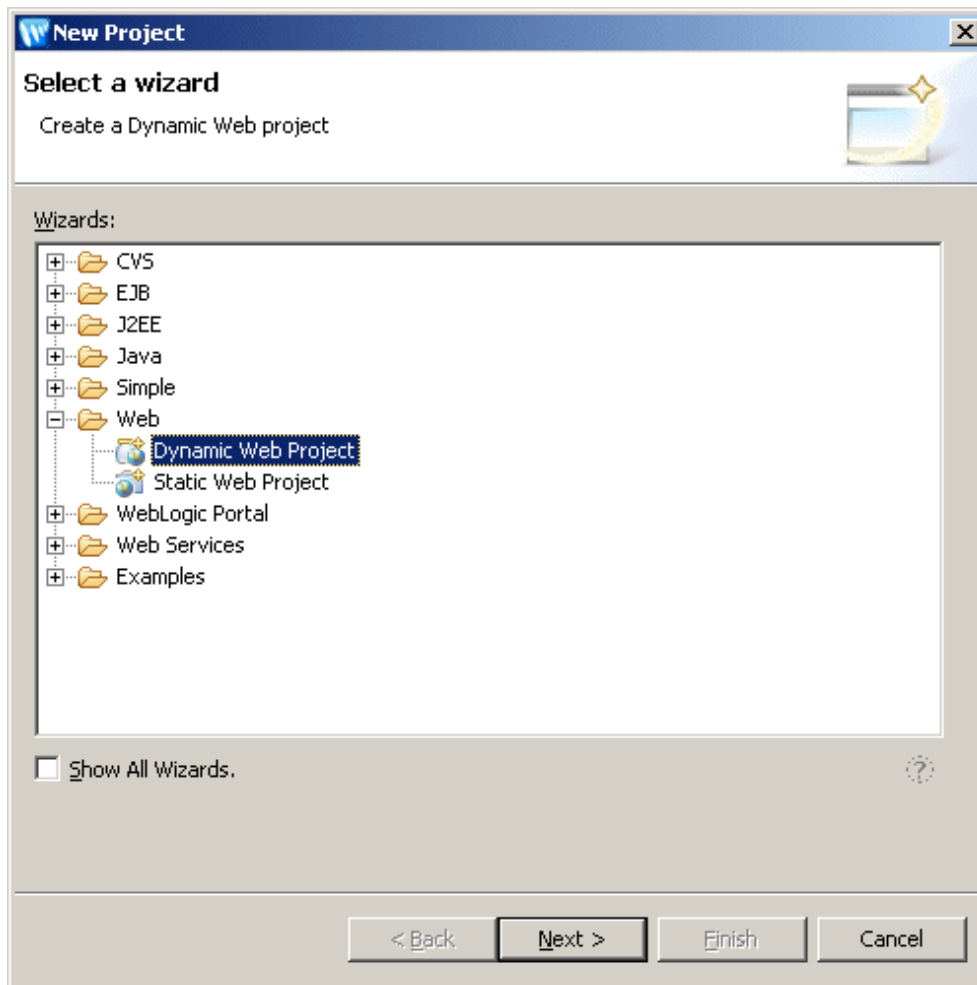 New Project
Select a wizard
Create a Dynamic Web project
Wizards:
CVS
EJB
J2EE
Java
Simple
Web
Dynamic Web Project
Static Web Project
WebLogic Portal
Web Services
Examples
Show All Wizards.
< Back Next > Finish Cancel